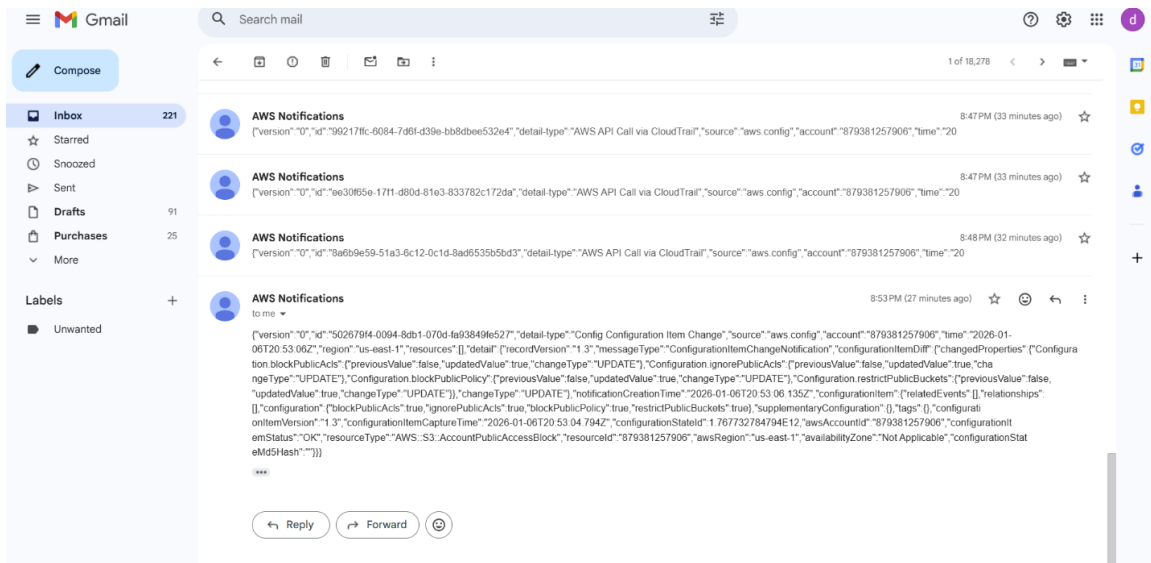 Gmail
Search mail
d
Compose
1 of 18,278
31
Inbox 221
Starred
Snoozed
Sent
Drafts 91
Purchases 25
More
Labels
Unwanted
AWS Notifications 8:47 PM (33 minutes ago)
{"version":"0","id":"99217ffc-6084-7d6f-d39e-bb8dbee532e4","detail-type":"AWS API Call via CloudTrail","source":"aws.config","account":"879381257906","time":"20
AWS Notifications 8:47 PM (33 minutes ago)
{"version":"0","id":"ee30f65e-17f1-d80d-81e3-833782c172da","detail-type":"AWS API Call via CloudTrail","source":"aws.config","account":"879381257906","time":"20
AWS Notifications 8:48 PM (32 minutes ago)
{"version":"0","id":"8a6b9e59-51a3-6c12-0c1d-8ad6535b5bd3","detail-type":"AWS API Call via CloudTrail","source":"aws.config","account":"879381257906","time":"20
AWS Notifications 8:53 PM (27 minutes ago)
to me
{"version":"0","id":"502679f4-0094-8db1-070d-fa93849fe527","detail-type":"Config Configuration Item Change","source":"aws.config","account":"879381257906","time":"2026-01-
06T20:53:06Z","region":"us-east-1","resources":[],"detail":{"recordVersion":"1.3","messageType":"ConfigurationItemChangeNotification","configurationItemDiff":{"changedProperties":{"Configura
tion.blockPublicAcls":{"previousValue":false,"updatedValue":true,"changeType":"UPDATE"},"Configuration.ignorePublicAcls":{"previousValue":false,"updatedValue":true,"cha
ngeType":"UPDATE"},"Configuration.blockPublicPolicy":{"previousValue":false,"updatedValue":true,"changeType":"UPDATE"},"Configuration.restrictPublicBuckets":{"previousValue":false,
"updatedValue":true,"changeType":"UPDATE"}},"changeType":"UPDATE"},"notificationCreationTime":"2026-01-06T20:53:06.135Z","configurationItem":{"relatedEvents":[],"relationships":
[],"configuration":{"blockPublicAcls":true,"ignorePublicAcls":true,"blockPublicPolicy":true,"restrictPublicBuckets":true},"supplementaryConfiguration":{},"tags":{},"configurati
onItemVersion":"1.3","configurationItemCaptureTime":"2026-01-06T20:53:04.794Z","configurationStateId":1.767732784794E12,"awsAccountId":"879381257906","configurationIt
emStatus":"OK","resourceType":"AWS::S3::AccountPublicAccessBlock","resourceId":"879381257906","awsRegion":"us-east-1","availabilityZone":"Not Applicable","configurationStat
eMd5Hash":""}}}
Reply
Forward